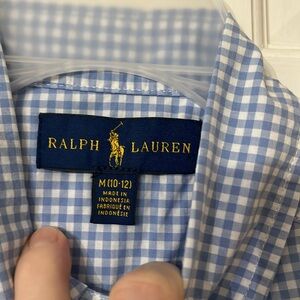 RALPH LAUREN
M(10-12)
MADE IN
INDONESIA
FABRIQUÉ EN
INDONÉSIE